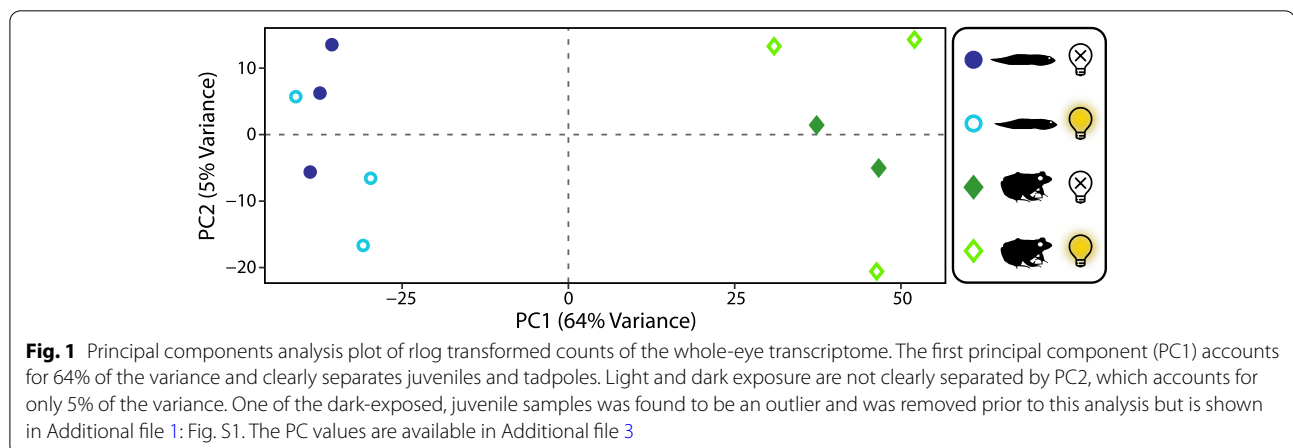 10
0
−10
−20
PC2 (5% Variance)
−25
0
25
50
PC1 (64% Variance)
Fig. 1 Principal components analysis plot of rlog transformed counts of the whole-eye transcriptome. The first principal component (PC1) accounts
for 64% of the variance and clearly separates juveniles and tadpoles. Light and dark exposure are not clearly separated by PC2, which accounts for
only 5% of the variance. One of the dark-exposed, juvenile samples was found to be an outlier and was removed prior to this analysis but is shown
in Additional file 1: Fig. S1. The PC values are available in Additional file 3